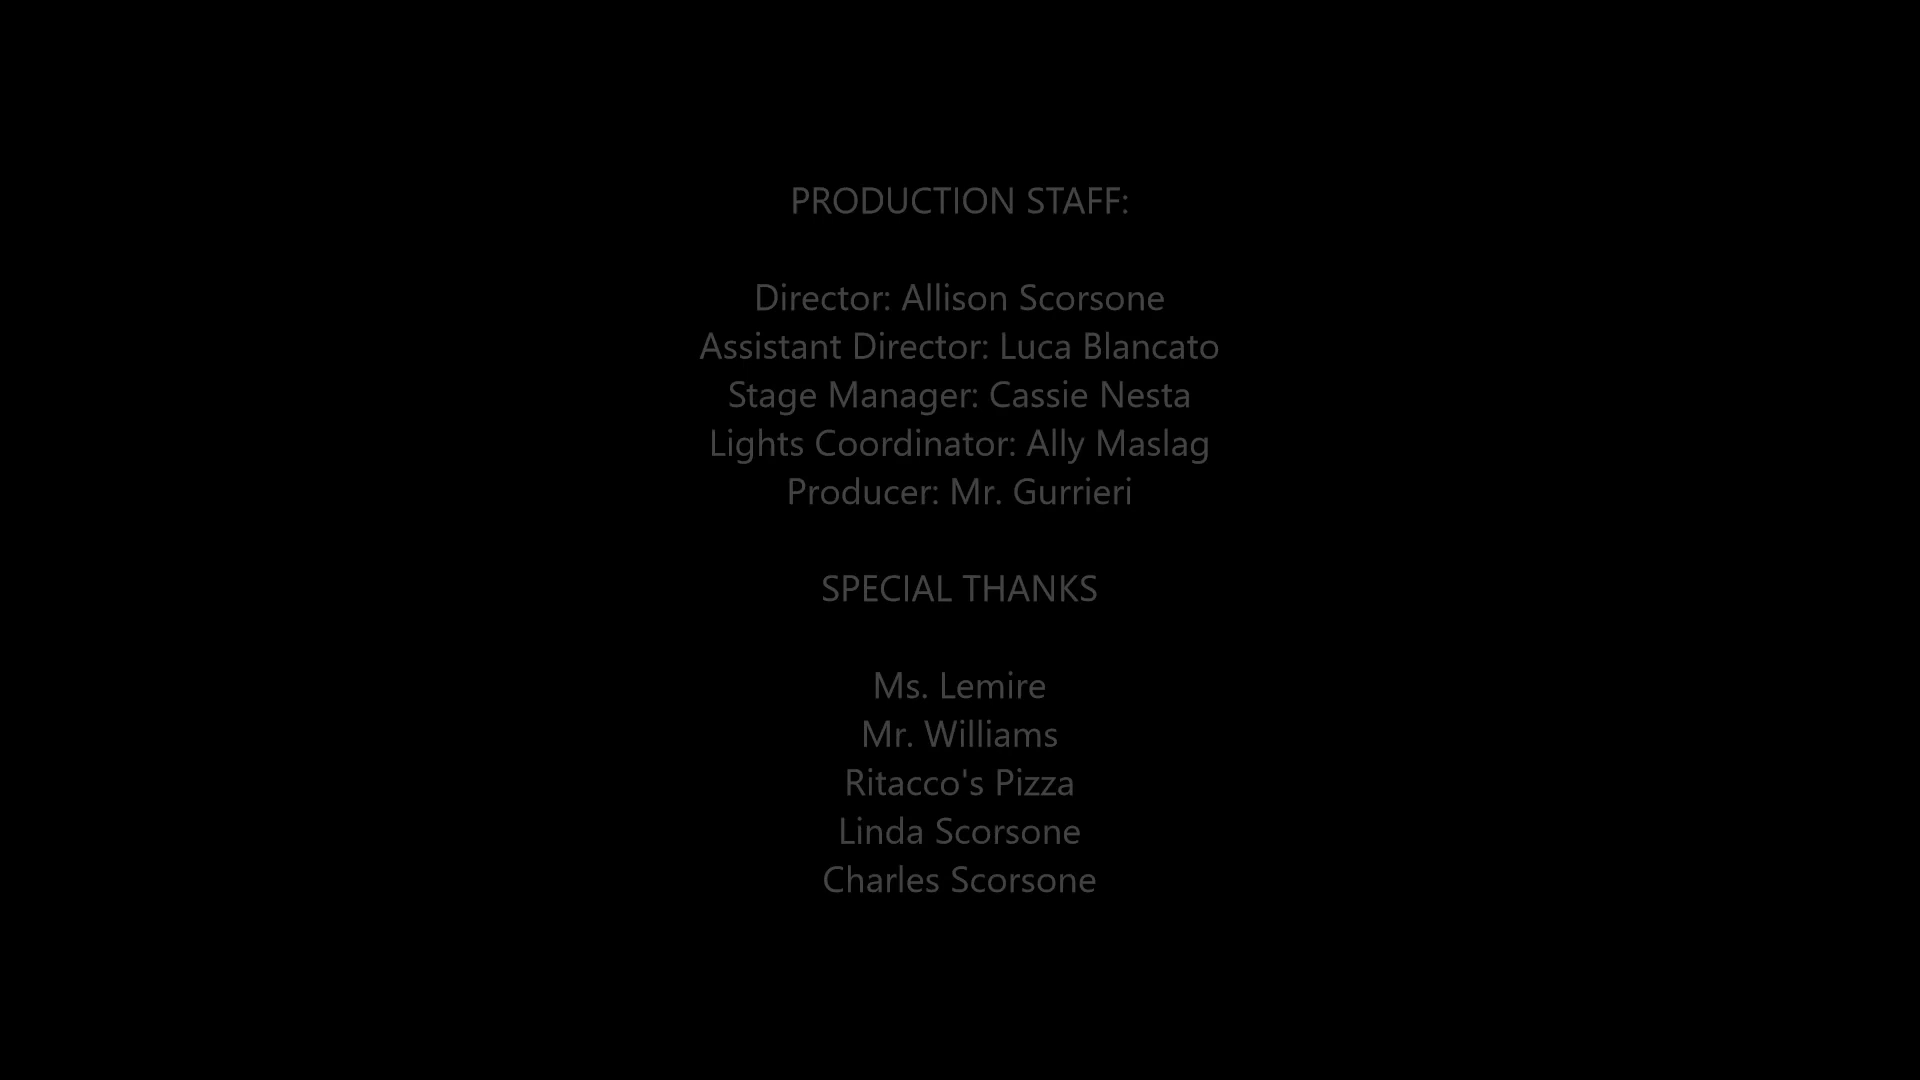 PRODUCTION STAFF:
Director: Allison Scorsone
Assistant Director: Luca Blancato
Stage Manager: Cassie Nesta
Lights Coordinator: Ally Maslag
Producer: Mr. Gurrieri
SPECIAL THANKS
Ms. Lemire
Mr. Williams
Ritacco's Pizza
Linda Scorsone
Charles Scorsone